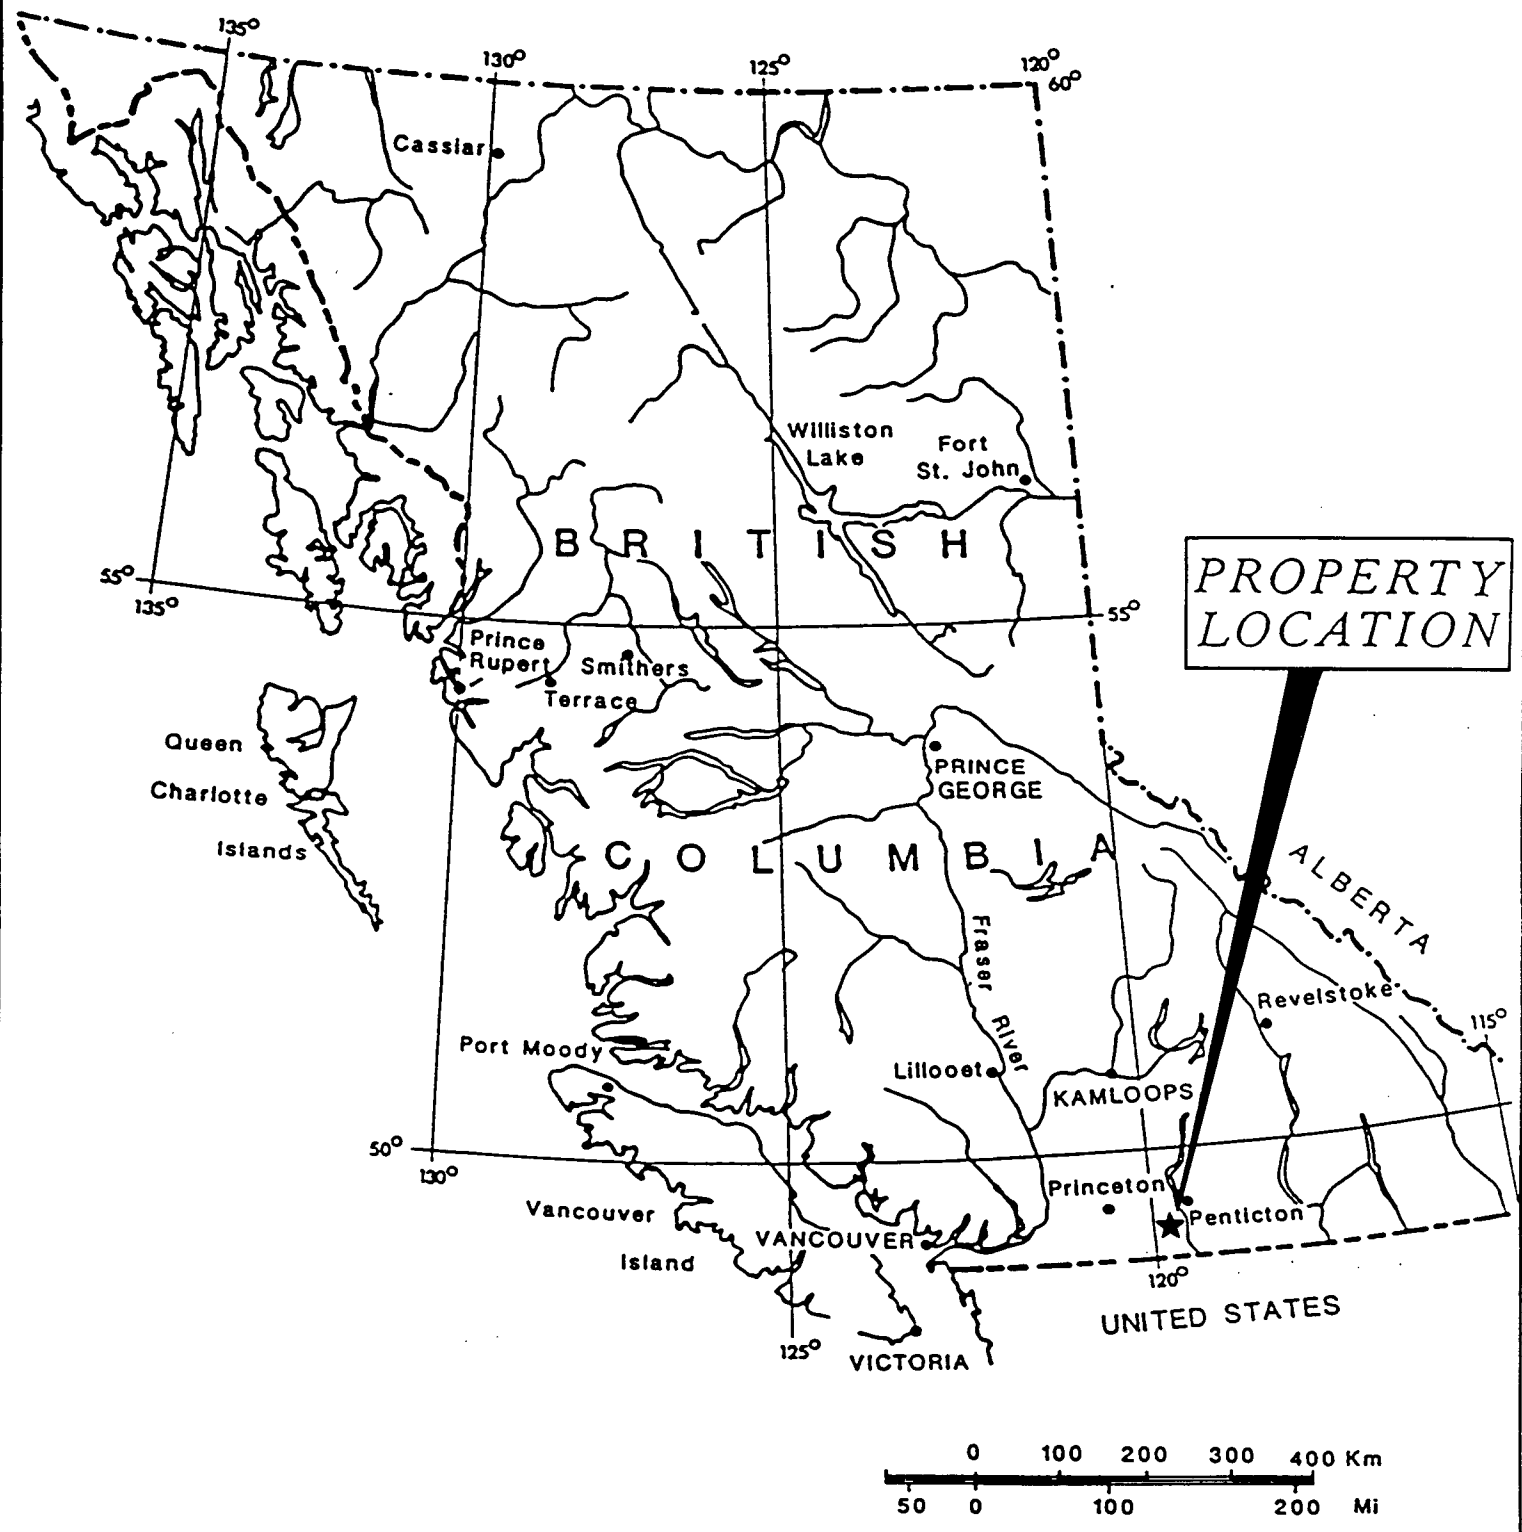 135°
130°
125°
120°
60°
Cassiar
Williston
Lake
Fort
St. John
BRITISH
PROPERTY
LOCATION
55°
135°
55°
Prince
Rupert
Smithers
Terrace
Queen
Charlotte
Islands
PRINCE
GEORGE
COLUMBIA
ALBERTA
Fraser
River
Revelstoke
115°
Port Moody
Lillooet
KAMLOOPS
50°
130°
Princeton
Penticton
Vancouver
Island
VANCOUVER
120°
UNITED STATES
125°
VICTORIA
0 100 200 300 400 Km
50 0 100 200 Mi